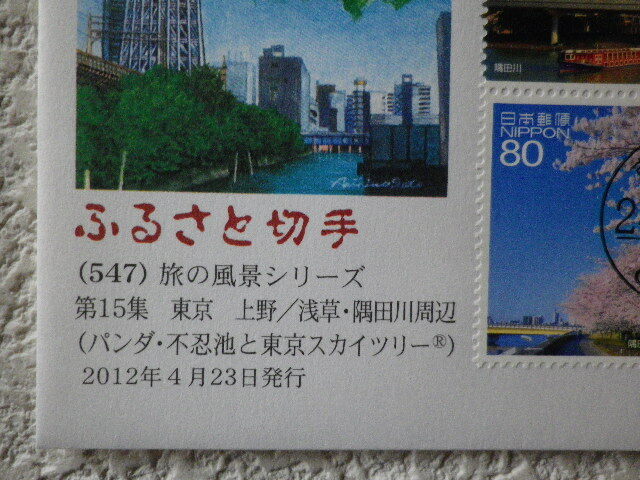 隅田川
日本郵便
NIPPON
80
ふるさと切手
(547) 旅の風景シリーズ
第15集　東京　上野／浅草・隅田川周辺
(パンダ・不忍池と東京スカイツリー®)
2012年4月23日発行